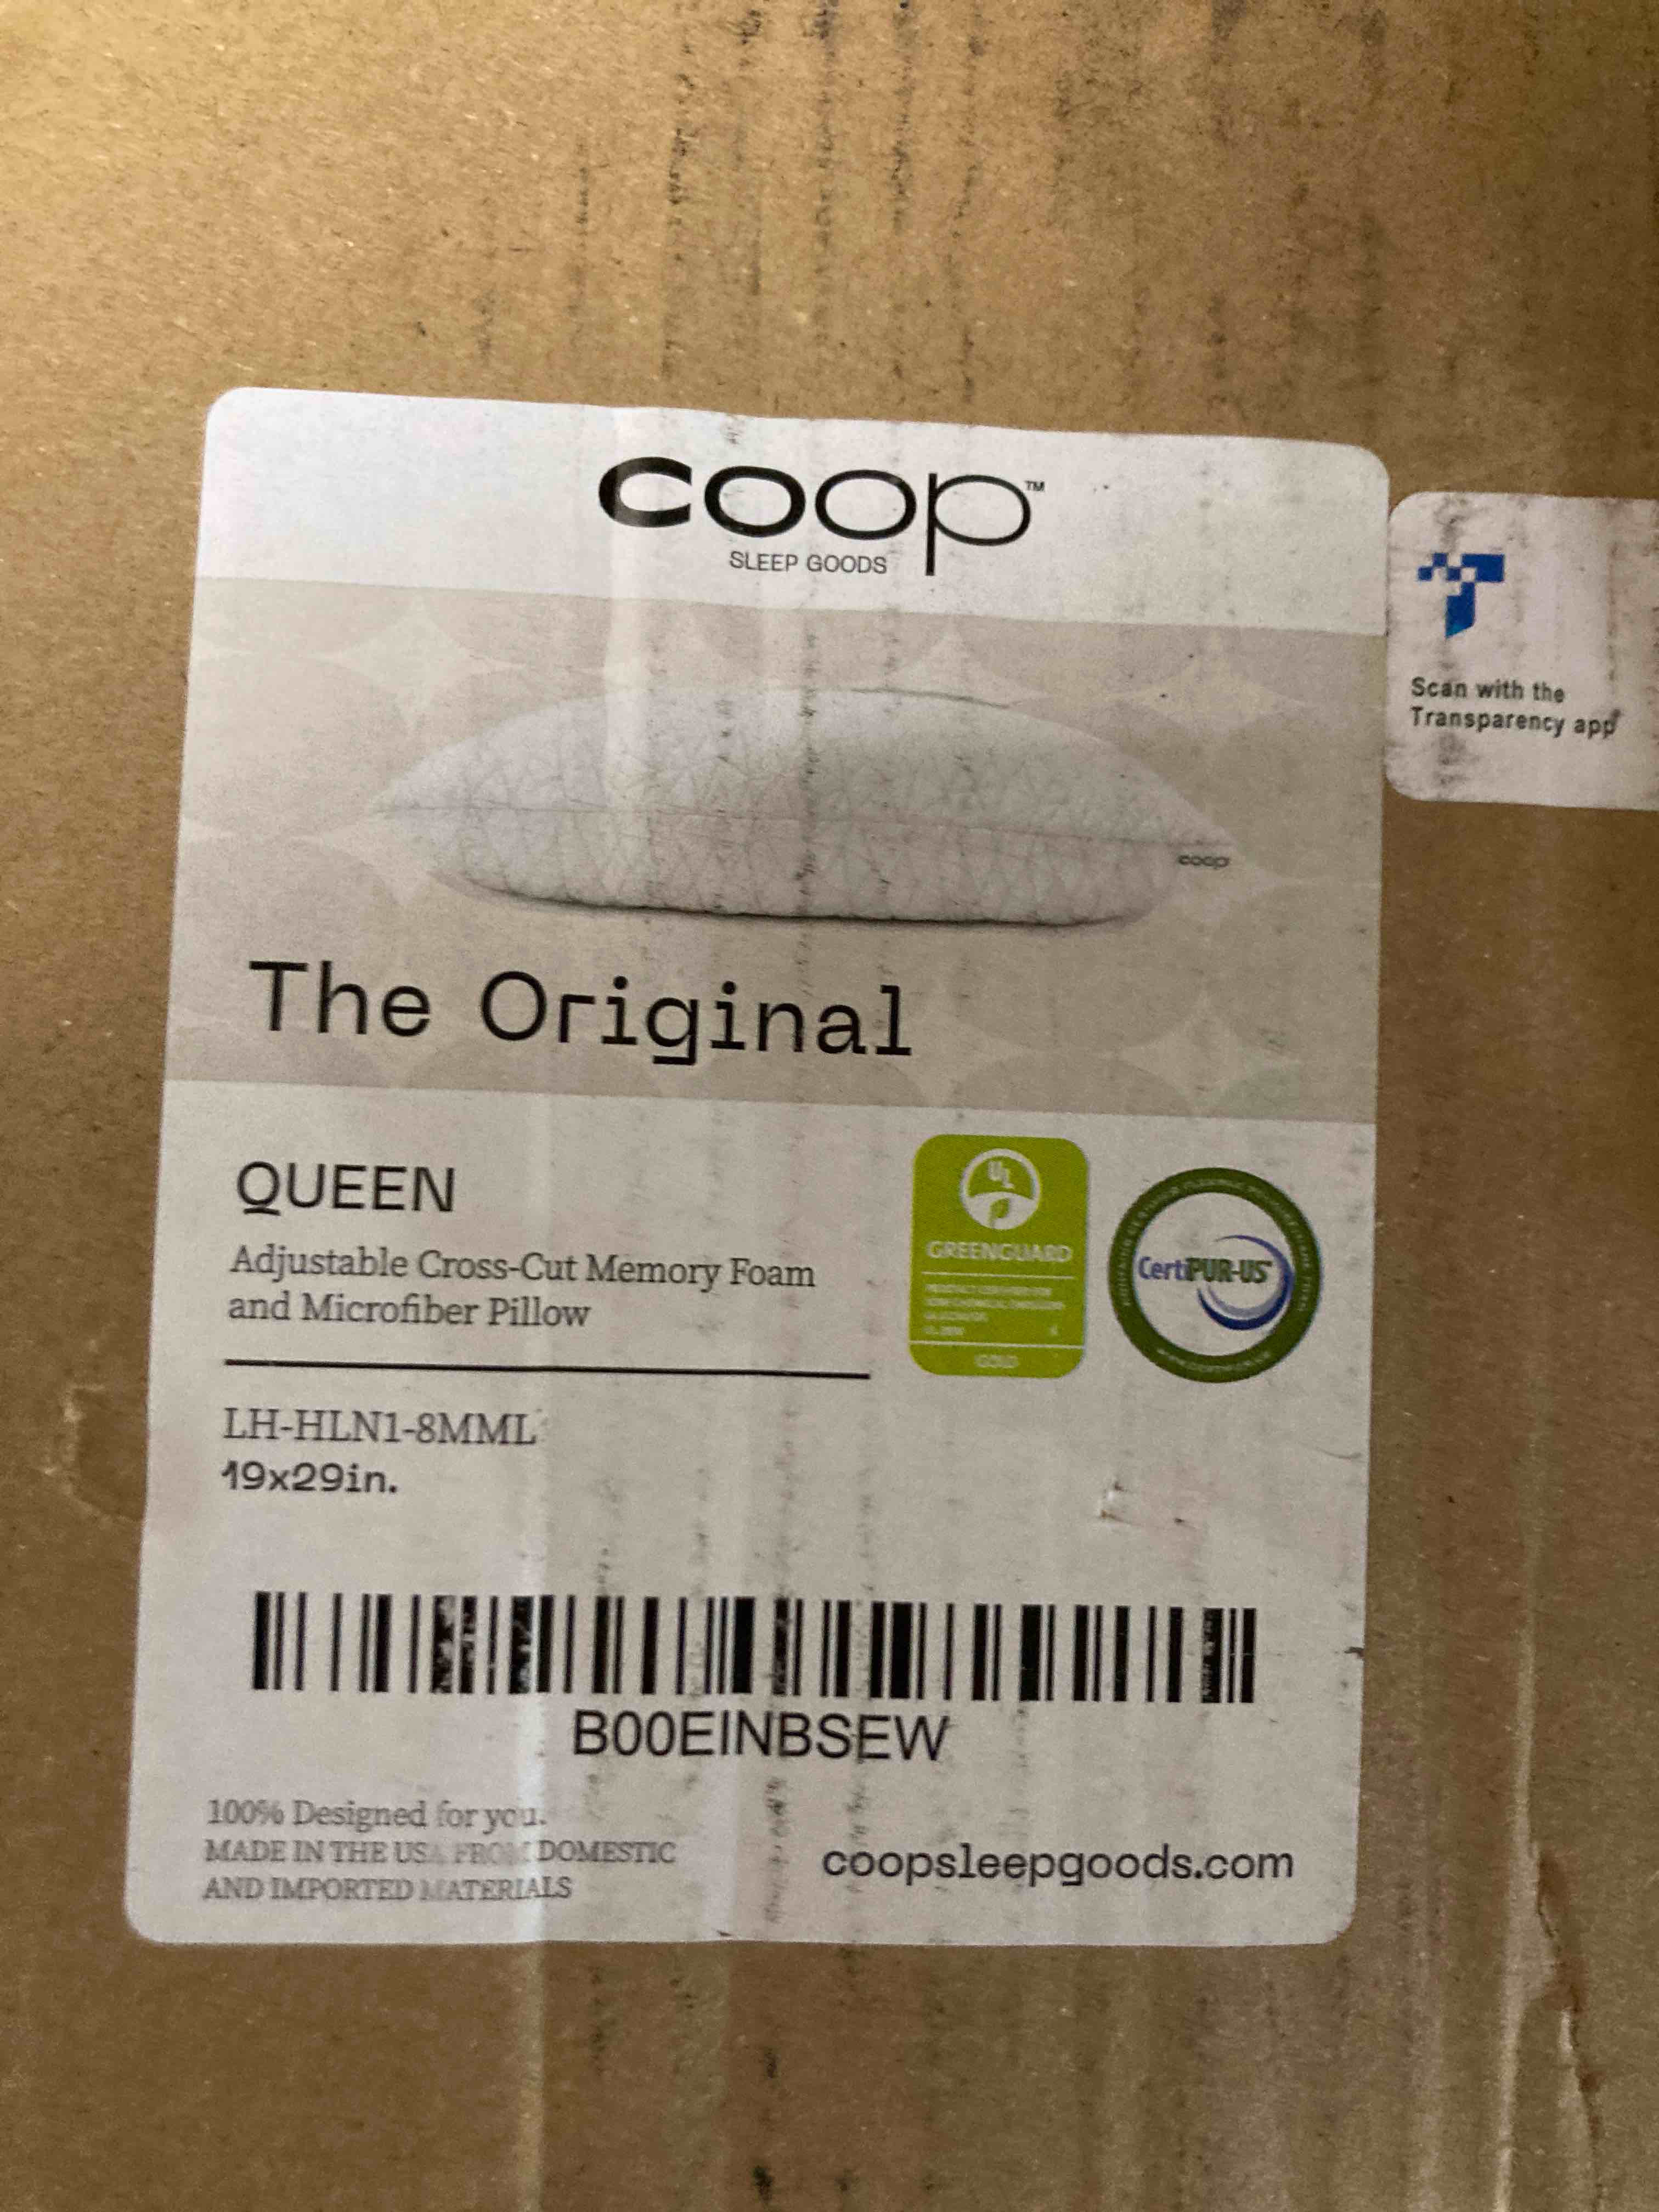 coop™
SLEEP GOODS
Scan with the
Transparency app
coop
The Original
QUEEN
Adjustable Cross-Cut Memory Foam
and Microfiber Pillow
UL
GREENGUARD
GOLD
CertiPUR-US®
LH-HLN1-8MML
19x29in.
B00EINBSEW
100% Designed for you.
MADE IN THE USA FROM DOMESTIC
AND IMPORTED MATERIALS
coopsleepgoods.com